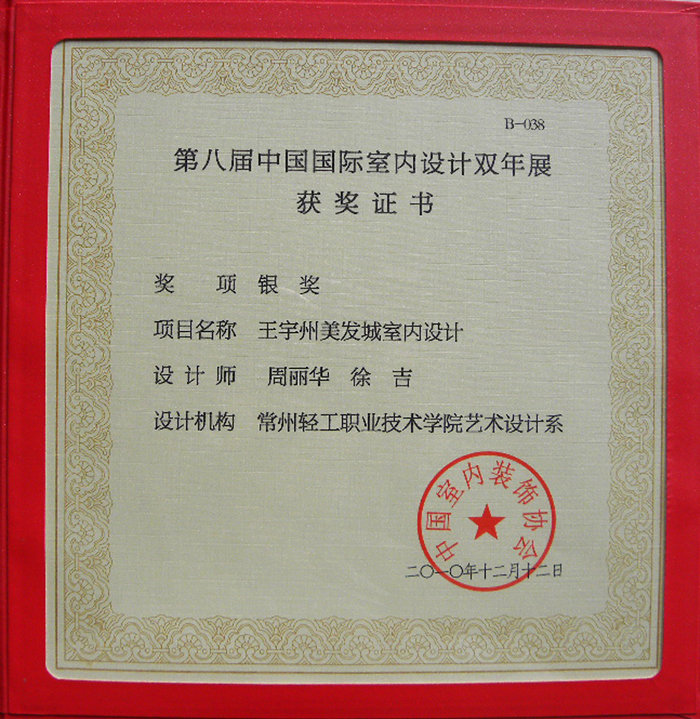 B-038
第八届中国国际室内设计双年展
获奖证书
奖 项 银 奖
项目名称 王宇州美发城室内设计
设计师 周丽华 徐 吉
设计机构 常州轻工职业技术学院艺术设计系
中国室内装饰协会
二〇一〇年十二月十二日